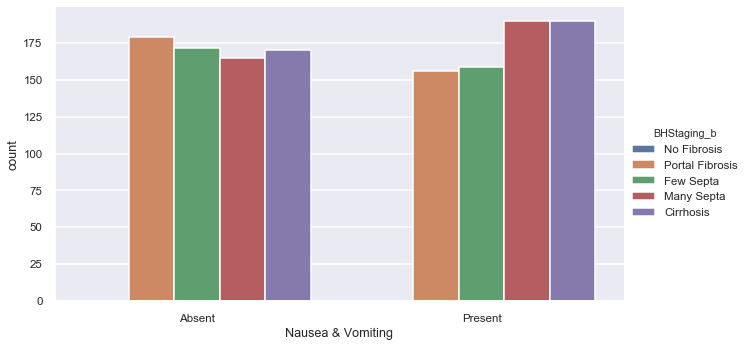 175
150
125
100
75
50
25
0
count
Absent
Present
Nausea & Vomiting
BHStaging_b
No Fibrosis
Portal Fibrosis
Few Septa
Many Septa
Cirrhosis